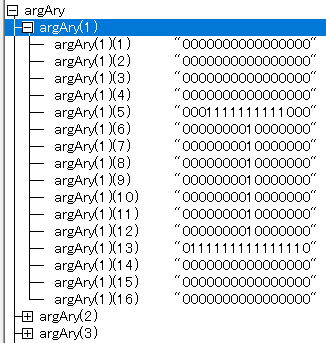 argAry
argAry(1)
argAry(1)(1) "0000000000000000"
argAry(1)(2) "0000000000000000"
argAry(1)(3) "0000000000000000"
argAry(1)(4) "0000000000000000"
argAry(1)(5) "0001111111111000"
argAry(1)(6) "0000000010000000"
argAry(1)(7) "0000000010000000"
argAry(1)(8) "0000000010000000"
argAry(1)(9) "0000000010000000"
argAry(1)(10) "0000000010000000"
argAry(1)(11) "0000000010000000"
argAry(1)(12) "0000000010000000"
argAry(1)(13) "0111111111111110"
argAry(1)(14) "0000000000000000"
argAry(1)(15) "0000000000000000"
argAry(1)(16) "0000000000000000"
argAry(2)
argAry(3)